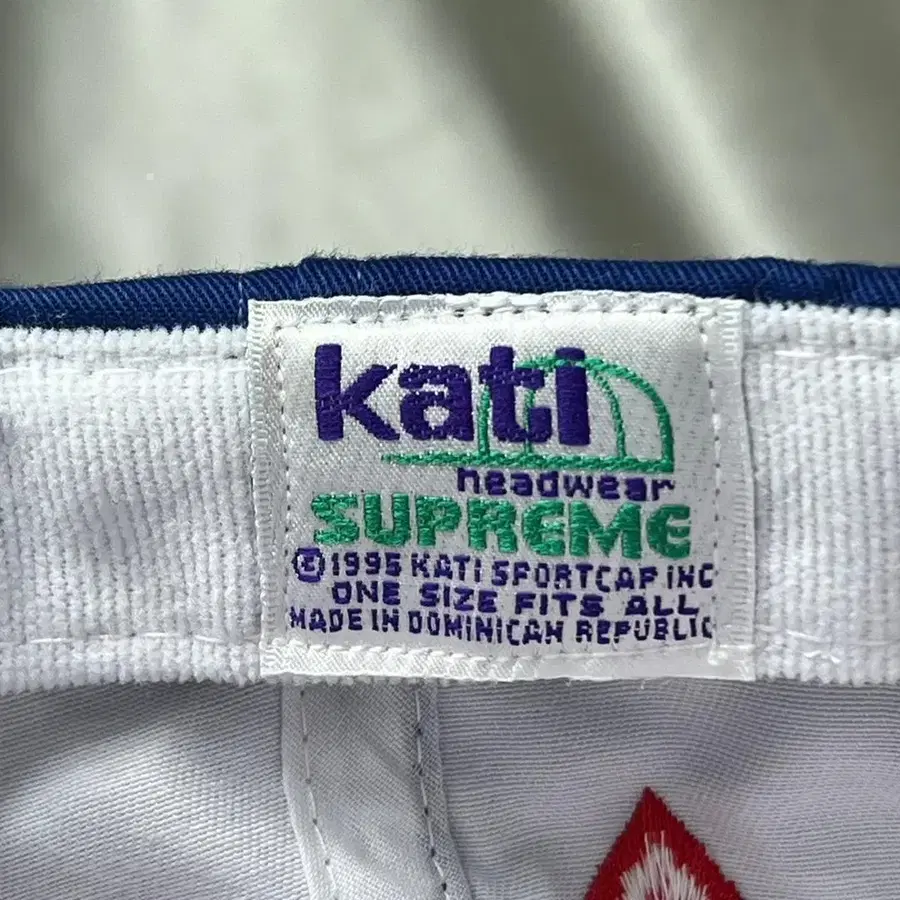 kati
headwear
SUPREME
©1995 KATI SPORTCAP INC
ONE SIZE FITS ALL
MADE IN DOMINICAN REPUBLIC